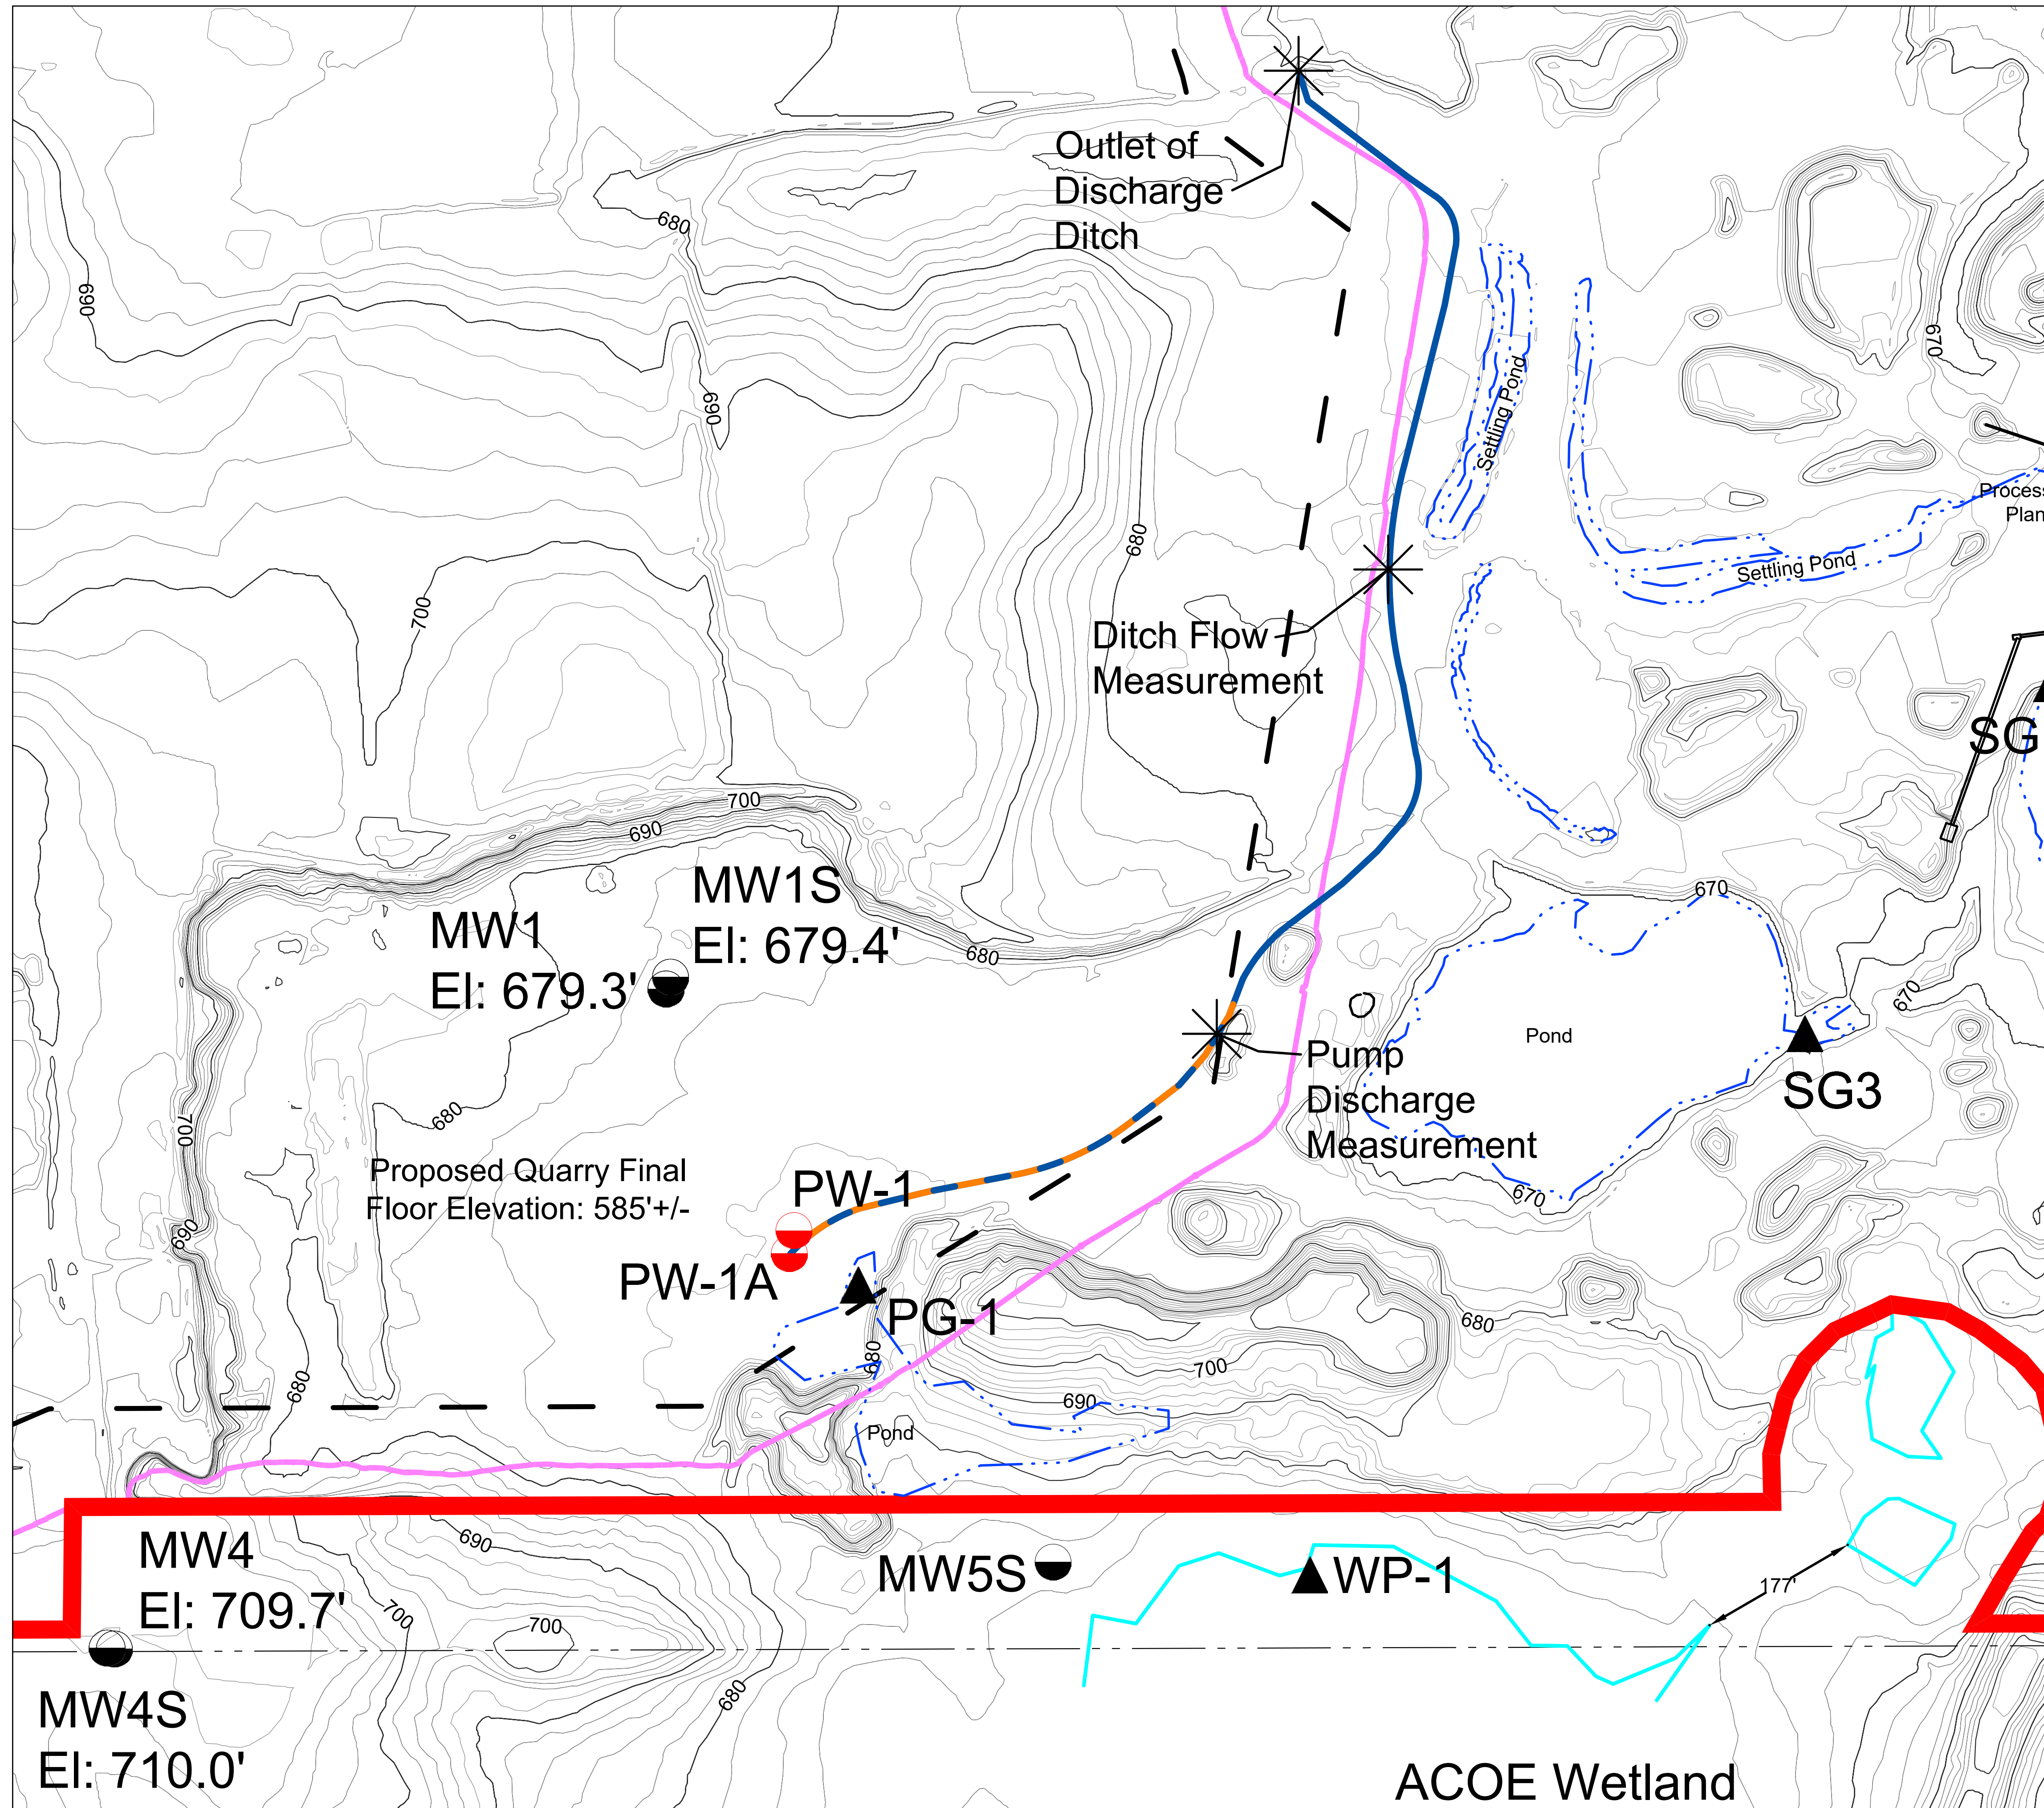 Outlet of
Discharge
Ditch
680
690
670
690
Settling Pond
Process
Plan
680
Settling Pond
700
Ditch Flow
Measurement
SG
700
690
MW1S
El: 679.4'
MW1
El: 679.3'
680
670
670
Pond
Pump
Discharge
Measurement
SG3
680
700
Proposed Quarry Final
Floor Elevation: 585'+/-
PW-1
670
690
PW-1A
PG-1
680
680
700
680
690
Pond
MW4
El: 709.7'
690
MW5S
WP-1
177'
700
700
680
MW4S
El: 710.0'
ACOE Wetland